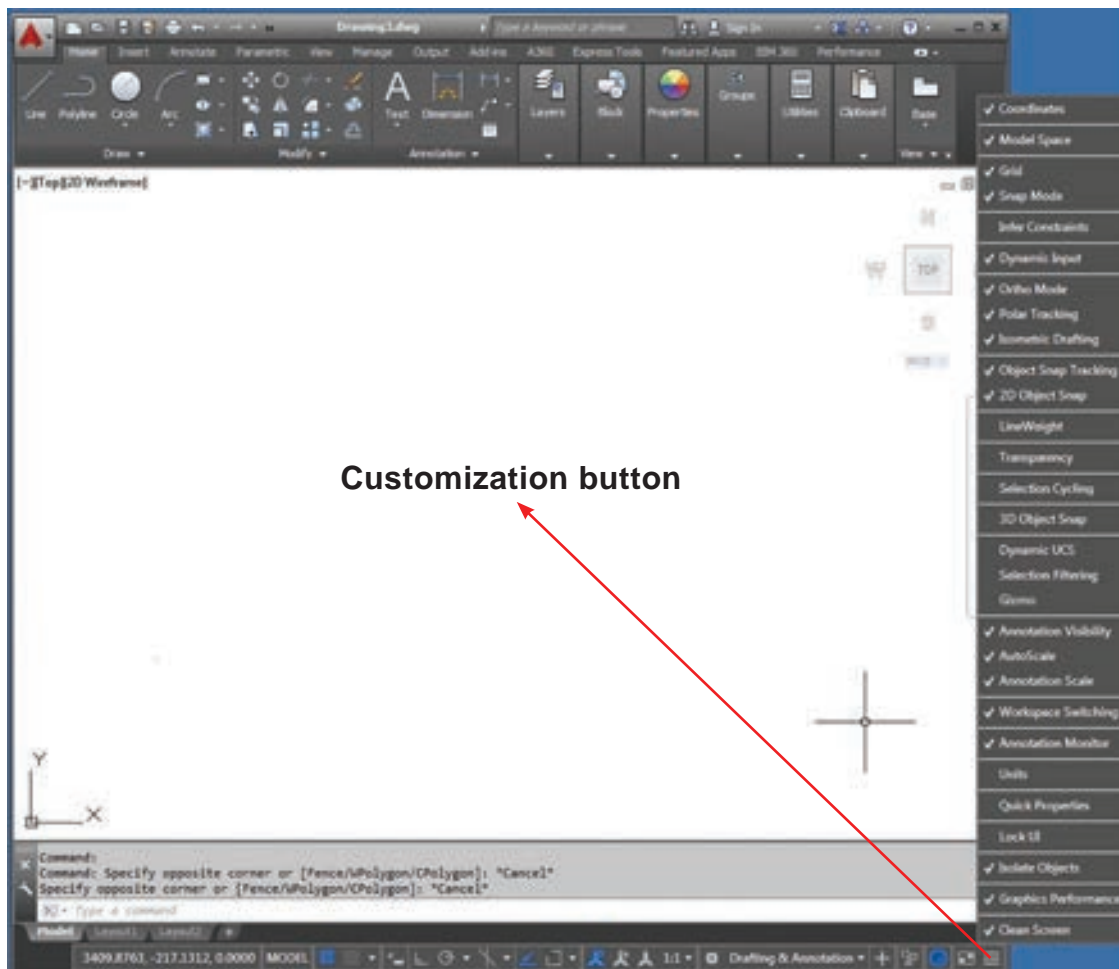 Drawing1.dwg
Type a keyword or phrase
Sign In
Home Insert Annotate Parametric View Manage Output Add-ins A360 Express Tools Featured Apps BIM 360 Performance
Line Polyline Circle Arc
Text Dimension
Layers
Block
Properties
Groups
Utilities
Clipboard
Base
Draw
Modify
Annotation
View
[–][Top][2D Wireframe]
TOP
W
S
Customization button
Coordinates
Model Space
Grid
Snap Mode
Infer Constraints
Dynamic Input
Ortho Mode
Polar Tracking
Isometric Drafting
Object Snap Tracking
2D Object Snap
LineWeight
Transparency
Selection Cycling
3D Object Snap
Dynamic UCS
Selection Filtering
Gizmo
Annotation Visibility
AutoScale
Annotation Scale
Workspace Switching
Annotation Monitor
Units
Quick Properties
Lock UI
Isolate Objects
Graphics Performance
Clean Screen
Y
X
Command:
Command: Specify opposite corner or [Fence/WPolygon/CPolygon]: *Cancel*
Specify opposite corner or [Fence/WPolygon/CPolygon]: *Cancel*
Type a command
Model Layout1 Layout2 +
3409.8763, -217.1312, 0.0000 MODEL 1:1 Drafting & Annotation